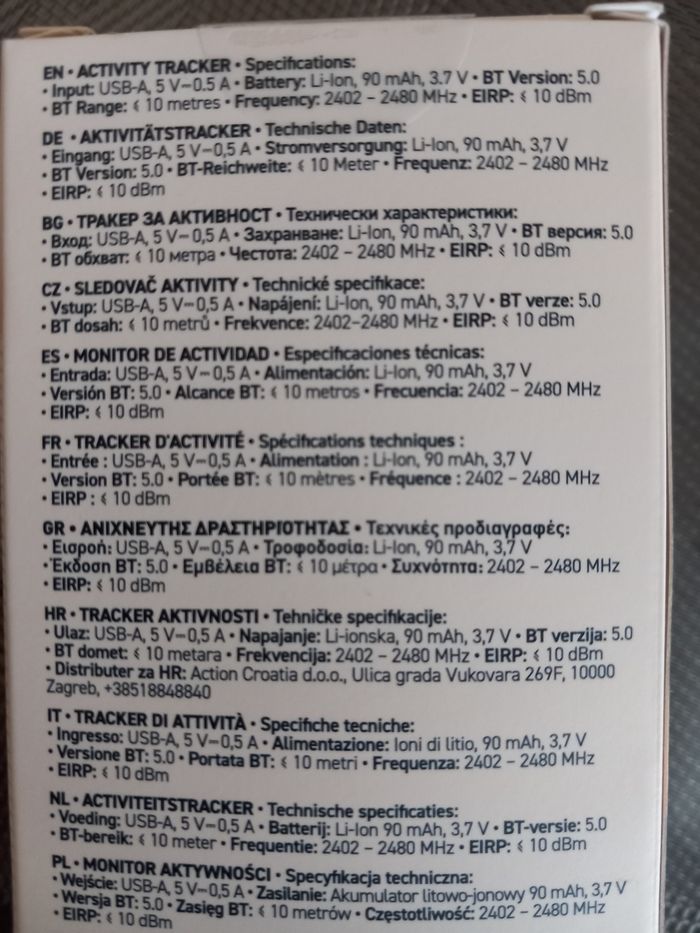 EN • ACTIVITY TRACKER • Specifications:
• Input: USB-A, 5 V⎓0.5 A • Battery: Li-Ion, 90 mAh, 3.7 V • BT Version: 5.0
• BT Range: ≤ 10 metres • Frequency: 2402 – 2480 MHz • EIRP: ≤ 10 dBm
DE • AKTIVITÄTSTRACKER • Technische Daten:
• Eingang: USB-A, 5 V⎓0,5 A • Stromversorgung: Li-Ion, 90 mAh, 3,7 V
• BT Version: 5.0 • BT-Reichweite: ≤ 10 Meter • Frequenz: 2402 – 2480 MHz
• EIRP: ≤ 10 dBm
BG • ТРАКЕР ЗА АКТИВНОСТ • Технически характеристики:
• Вход: USB-A, 5 V⎓0,5 A • Захранване: Li-Ion, 90 mAh, 3,7 V • BT версия: 5.0
• BT обхват: ≤ 10 метра • Честота: 2402 – 2480 MHz • EIRP: ≤ 10 dBm
CZ • SLEDOVAČ AKTIVITY • Technické specifikace:
• Vstup: USB-A, 5 V⎓0,5 A • Napájení: Li-Ion, 90 mAh, 3,7 V • BT verze: 5.0
• BT dosah: ≤ 10 metrů • Frekvence: 2402–2480 MHz • EIRP: ≤ 10 dBm
ES • MONITOR DE ACTIVIDAD • Especificaciones técnicas:
• Entrada: USB-A, 5 V⎓0,5 A • Alimentación: Li-Ion, 90 mAh, 3,7 V
• Versión BT: 5.0 • Alcance BT: ≤ 10 metros • Frecuencia: 2402 – 2480 MHz
• EIRP: ≤ 10 dBm
FR • TRACKER D'ACTIVITÉ • Spécifications techniques :
• Entrée : USB-A, 5 V⎓0,5 A • Alimentation : Li-Ion, 90 mAh, 3,7 V
• Version BT: 5.0 • Portée BT: ≤ 10 mètres • Fréquence : 2402 – 2480 MHz
• EIRP : ≤ 10 dBm
GR • ΑΝΙΧΝΕΥΤΗΣ ΔΡΑΣΤΗΡΙΟΤΗΤΑΣ • Τεχνικές προδιαγραφές:
• Εισροή: USB-A, 5 V⎓0,5 A • Τροφοδοσία: Li-Ion, 90 mAh, 3,7 V
• Έκδοση BT: 5.0 • Εμβέλεια BT: ≤ 10 μέτρα • Συχνότητα: 2402 – 2480 MHz
• EIRP: ≤ 10 dBm
HR • TRACKER AKTIVNOSTI • Tehničke specifikacije:
• Ulaz: USB-A, 5 V⎓0,5 A • Napajanje: Li-ionska, 90 mAh, 3,7 V • BT verzija: 5.0
• BT domet: ≤ 10 metara • Frekvencija: 2402 – 2480 MHz • EIRP: ≤ 10 dBm
• Distributer za HR: Action Croatia d.o.o., Ulica grada Vukovara 269F, 10000
Zagreb, +38518848840
IT • TRACKER DI ATTIVITÀ • Specifiche tecniche:
• Ingresso: USB-A, 5 V⎓0,5 A • Alimentazione: Ioni di litio, 90 mAh, 3,7 V
• Versione BT: 5.0 • Portata BT: ≤ 10 metri • Frequenza: 2402 – 2480 MHz
• EIRP: ≤ 10 dBm
NL • ACTIVITEITSTRACKER • Technische specificaties:
• Voeding: USB-A, 5 V⎓0,5 A • Batterij: Li-Ion 90 mAh, 3,7 V • BT-versie: 5.0
• BT-bereik: ≤ 10 meter • Frequentie: 2402 – 2480 MHz • EIRP: ≤ 10 dBm
PL • MONITOR AKTYWNOŚCI • Specyfikacja techniczna:
• Wejście: USB-A, 5 V⎓0,5 A • Zasilanie: Akumulator litowo-jonowy 90 mAh, 3,7 V
• Wersja BT: 5.0 • Zasięg BT: ≤ 10 metrów • Częstotliwość: 2402 – 2480 MHz
• EIRP: ≤ 10 dBm